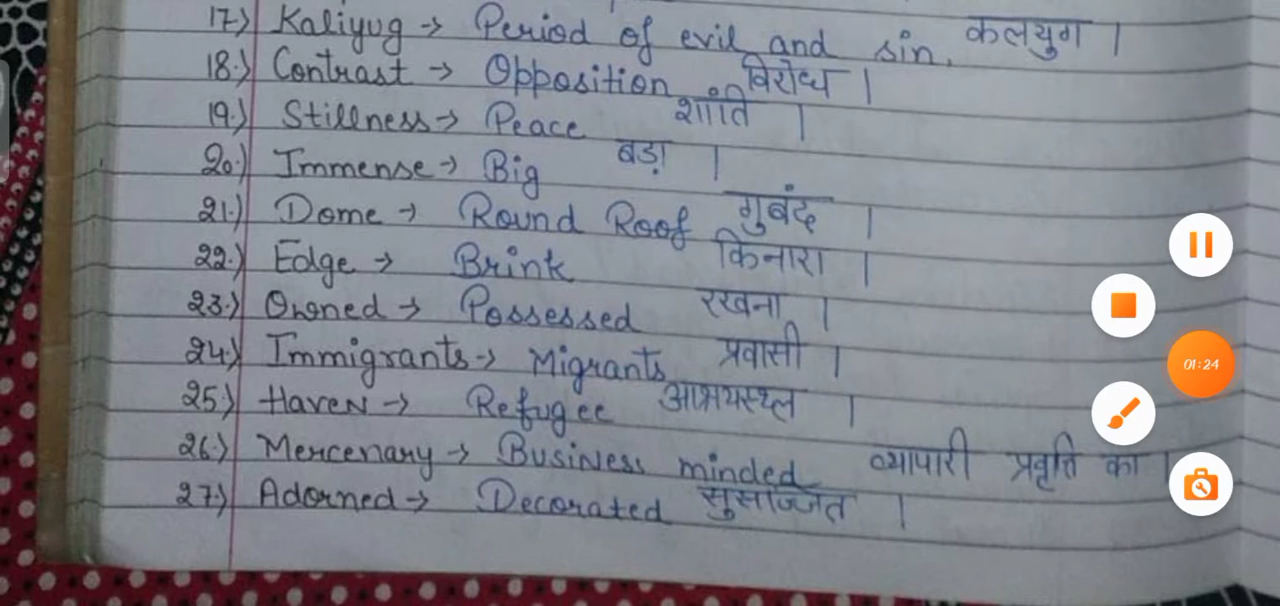 17.) Kaliyug → Period of evil and sin, कलयुग ।
18.) Contrast → Opposition विरोध ।
19.) Stillness → Peace शांति ।
20.) Immense → Big बड़ा ।
21.) Dome → Round Roof गुबंद ।
22.) Edge → Brink किनारा ।
23.) Owned → Possessed रखना ।
24.) Immigrants → Migrants प्रवासी ।
25.) Haven → Refugee आश्रयस्थल ।
26.) Mercenary → Business minded व्यापारी प्रवृत्ति का ।
27.) Adorned → Decorated सुसज्जित ।
01:24